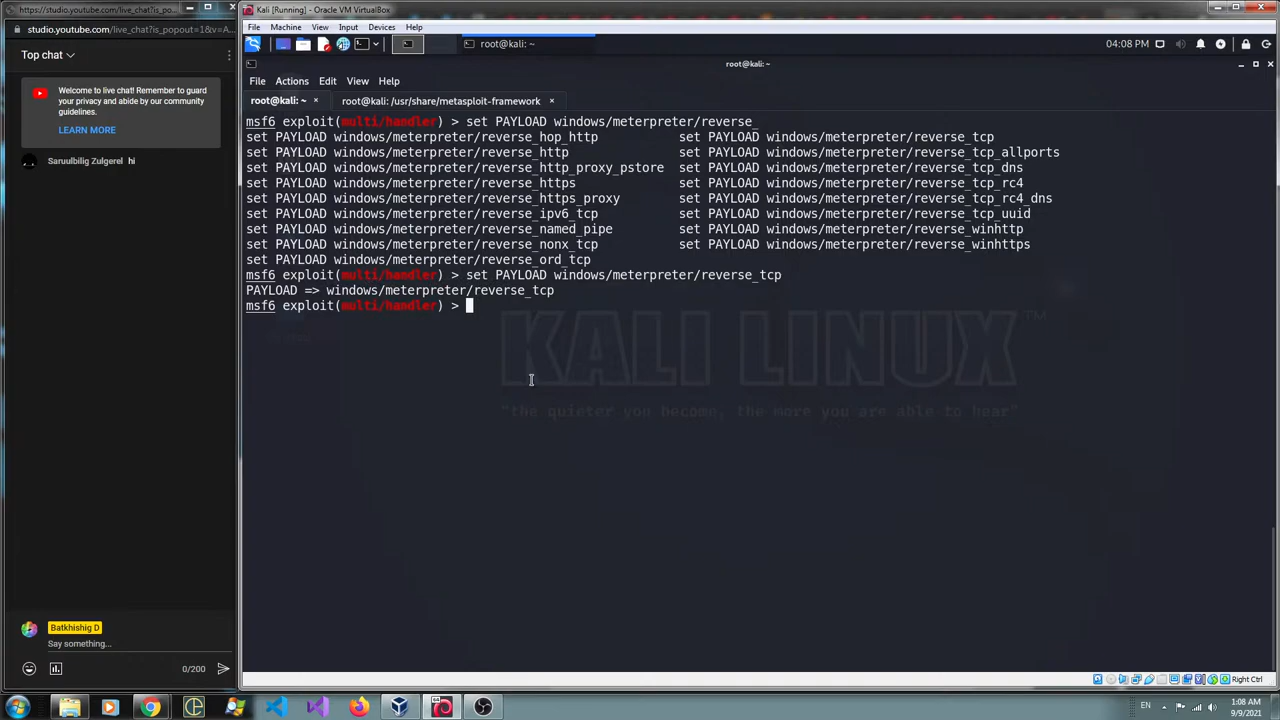 https://studio.youtube.com/live_chat?is_pop...
studio.youtube.com/live_chat?is_popout=1&v=A...
Top chat
Welcome to live chat! Remember to guard
your privacy and abide by our community
guidelines.
LEARN MORE
Saruulbilig Zulgerel hi
Batkhishig D
Say something...
0/200
Kali [Running] - Oracle VM VirtualBox
File Machine View Input Devices Help
root@kali: ~
04:08 PM
root@kali:~
File Actions Edit View Help
root@kali: ~ × root@kali: /usr/share/metasploit-framework ×
msf6 exploit(multi/handler) > set PAYLOAD windows/meterpreter/reverse_
set PAYLOAD windows/meterpreter/reverse_hop_http set PAYLOAD windows/meterpreter/reverse_tcp
set PAYLOAD windows/meterpreter/reverse_http set PAYLOAD windows/meterpreter/reverse_tcp_allports
set PAYLOAD windows/meterpreter/reverse_http_proxy_pstore set PAYLOAD windows/meterpreter/reverse_tcp_dns
set PAYLOAD windows/meterpreter/reverse_https set PAYLOAD windows/meterpreter/reverse_tcp_rc4
set PAYLOAD windows/meterpreter/reverse_https_proxy set PAYLOAD windows/meterpreter/reverse_tcp_rc4_dns
set PAYLOAD windows/meterpreter/reverse_ipv6_tcp set PAYLOAD windows/meterpreter/reverse_tcp_uuid
set PAYLOAD windows/meterpreter/reverse_named_pipe set PAYLOAD windows/meterpreter/reverse_winhttp
set PAYLOAD windows/meterpreter/reverse_nonx_tcp set PAYLOAD windows/meterpreter/reverse_winhttps
set PAYLOAD windows/meterpreter/reverse_ord_tcp
msf6 exploit(multi/handler) > set PAYLOAD windows/meterpreter/reverse_tcp
PAYLOAD => windows/meterpreter/reverse_tcp
msf6 exploit(multi/handler) >
KALI LINUX™
"the quieter you become, the more you are able to hear"
Right Ctrl
EN
1:08 AM
9/9/2021